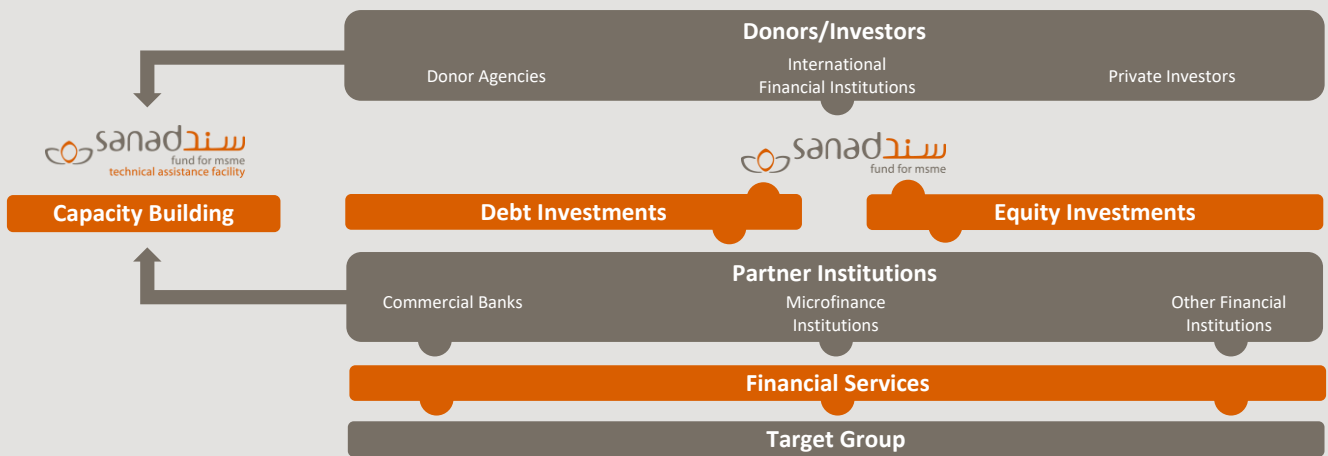 Donors/Investors
Donor Agencies
International
Financial Institutions
Private Investors
sanad سند
fund for msme
technical assistance facility
sanad سند
fund for msme
Capacity Building
Debt Investments
Equity Investments
Partner Institutions
Commercial Banks
Microfinance
Institutions
Other Financial
Institutions
Financial Services
Target Group